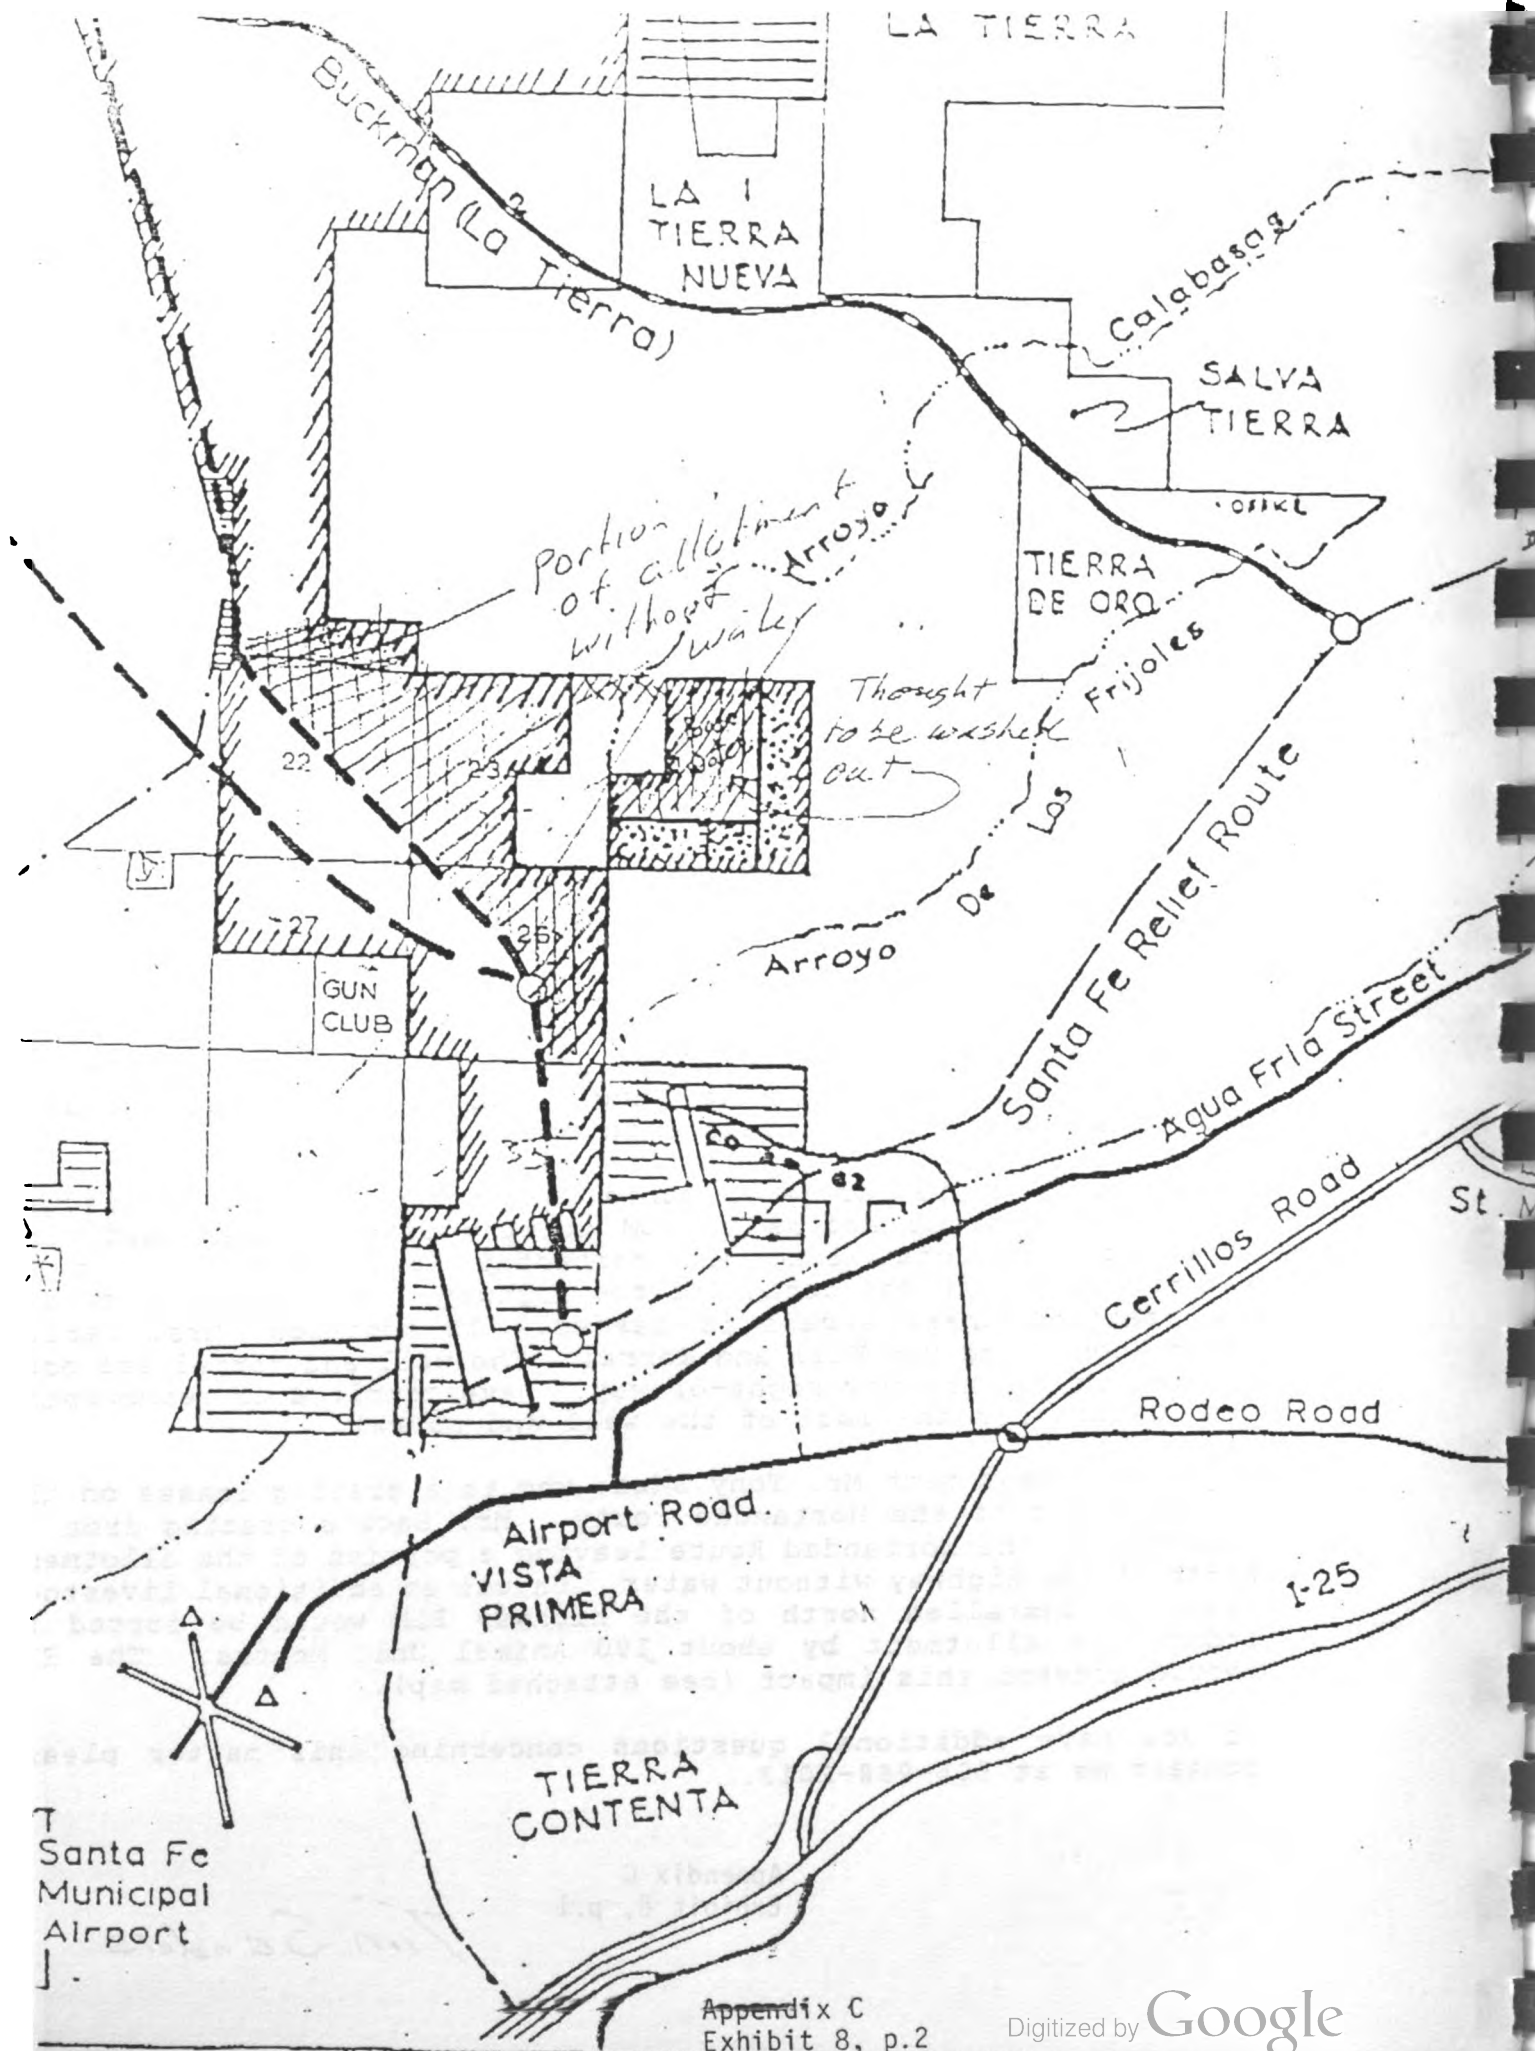 LA TIERRA
Buckman (La Tierra)
LA
TIERRA
NUEVA
Calabasas
SALVA
TIERRA
Arroyo
portion
of allotment
without
water
TIERRA
DE ORO
Frijoles
Thought
to be washed
out
22
23
Los
De
Arroyo
27
26
GUN
CLUB
Santa Fe Relief Route
Agua Fria Street
35
Co
62
Cerrillos Road
St. M
Rodeo Road
Airport Road
VISTA
PRIMERA
I-25
TIERRA
CONTENTA
Santa Fe
Municipal
Airport
Appendix C
Exhibit 8, p.2
Digitized by Google